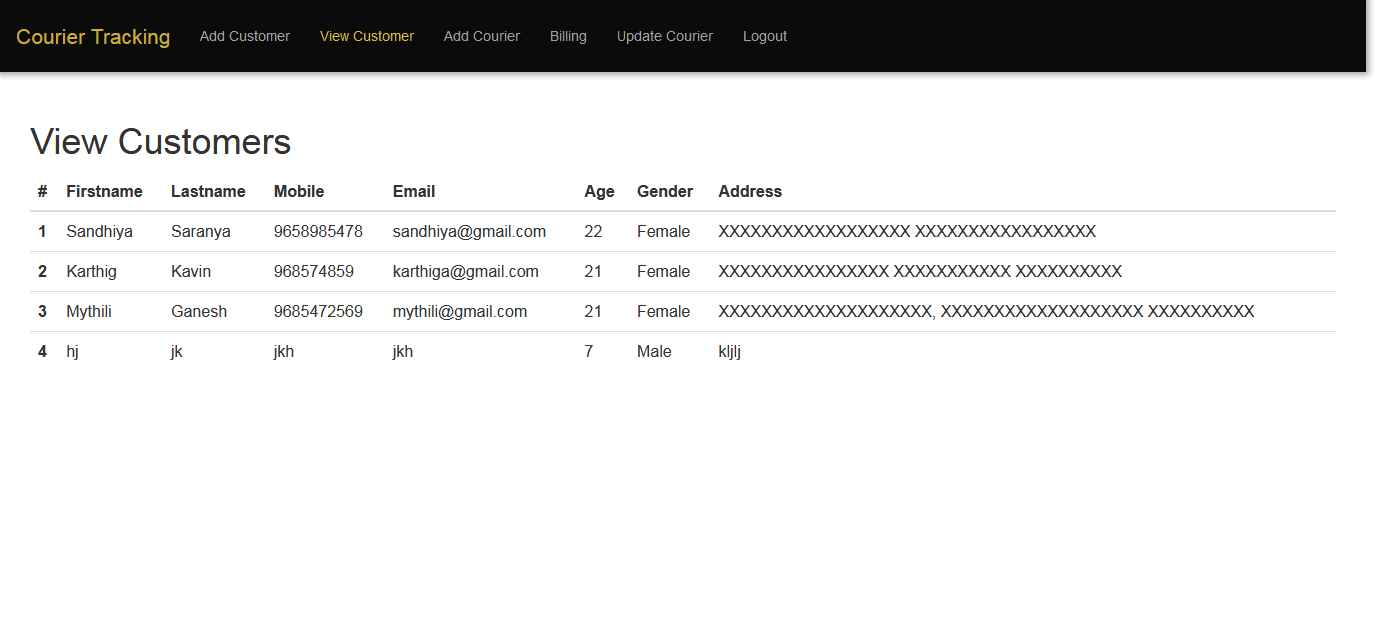 Courier Tracking Add Customer View Customer Add Courier Billing Update Courier Logout
View Customers
# Firstname Lastname Mobile Email Age Gender Address
1 Sandhiya Saranya 9658985478 sandhiya@gmail.com 22 Female XXXXXXXXXXXXXXXXXX XXXXXXXXXXXXXXXXX
2 Karthig Kavin 968574859 karthiga@gmail.com 21 Female XXXXXXXXXXXXXXXX XXXXXXXXXXX XXXXXXXXXX
3 Mythili Ganesh 9685472569 mythili@gmail.com 21 Female XXXXXXXXXXXXXXXXXXXX, XXXXXXXXXXXXXXXXXXX XXXXXXXXXX
4 hj jk jkh jkh 7 Male kljlj